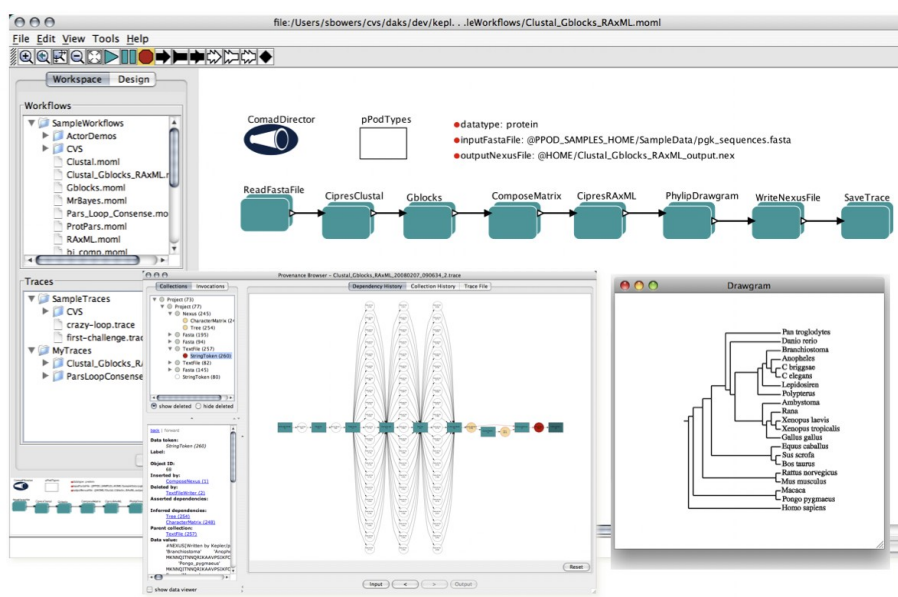 file:/Users/sbowers/cvs/daks/dev/kepl. . .leWorkflows/Clustal_Gblocks_RAxML.moml
File Edit View Tools Help
Workspace Design
Workflows
SampleWorkflows
ActorDemos
CVS
Clustal.moml
Clustal_Gblocks_RAxML.m
Gblocks.moml
MrBayes.moml
Pars_Loop_Consense.mo
ProtPars.moml
RAxML.moml
Traces
SampleTraces
CVS
crazy-loop.trace
first-challenge.trac
MyTraces
Clustal_Gblocks_R
ParsLoopConsense
ComadDirector
pPodTypes
datatype: protein
inputFastaFile: @PPOD_SAMPLES_HOME/SampleData/pgk_sequences.fasta
outputNexusFile: @HOME/Clustal_Gblocks_RAxML_output.nex
ReadFastaFile
CipresClustal
Gblocks
ComposeMatrix
CipresRAxML
PhylipDrawgram
WriteNexusFile
SaveTrace
Provenance Browser - Clustal_Gblocks_RAxML_20080207_090634_2.trace
Collections Invocations
Dependency History Collection History Trace File
Project (73)
Project (77)
Nexus (245)
CharacterMatrix (2
Tree (254)
Fasta (195)
Fasta (94)
TextFile (257)
StringToken (260)
TextFile (82)
Fasta (145)
StringToken (80)
show deleted hide deleted
Data token:
StringToken (260)
Label:
Object ID:
68
Inserted by:
ComposeNexus (1)
Deleted by:
TextFileWriter (2)
Asserted dependencies:
Inferred dependencies:
Tree (254)
CharacterMatrix (248)
Parent collection:
TextFile (257)
Data value:
show data viewer
Reset
Input < > Output
Drawgram
Pan troglodytes
Danio rerio
Branchiostoma
Anopheles
C briggsae
C elegans
Lepidosiren
Polypterus
Ambystoma
Rana
Xenopus laevis
Xenopus tropicalis
Gallus gallus
Equus caballus
Sus scrofa
Bos taurus
Rattus norvegicus
Mus musculus
Macaca
Pongo pygmaeus
Homo sapiens